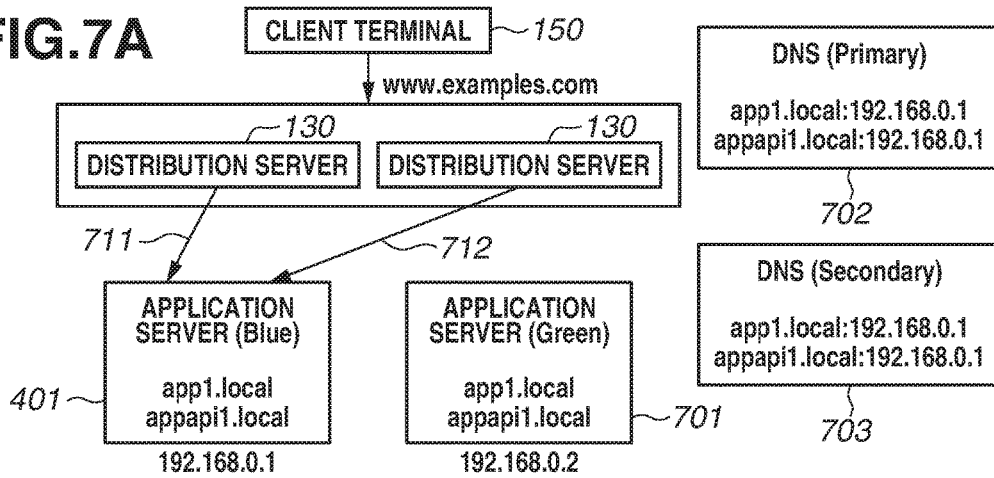 FIG.7A
CLIENT TERMINAL
150
www.examples.com
130
130
DISTRIBUTION SERVER
DISTRIBUTION SERVER
711
712
APPLICATION
SERVER (Blue)
app1.local
appapi1.local
401
192.168.0.1
APPLICATION
SERVER (Green)
app1.local
appapi1.local
701
192.168.0.2
DNS (Primary)
app1.local:192.168.0.1
appapi1.local:192.168.0.1
702
DNS (Secondary)
app1.local:192.168.0.1
appapi1.local:192.168.0.1
703